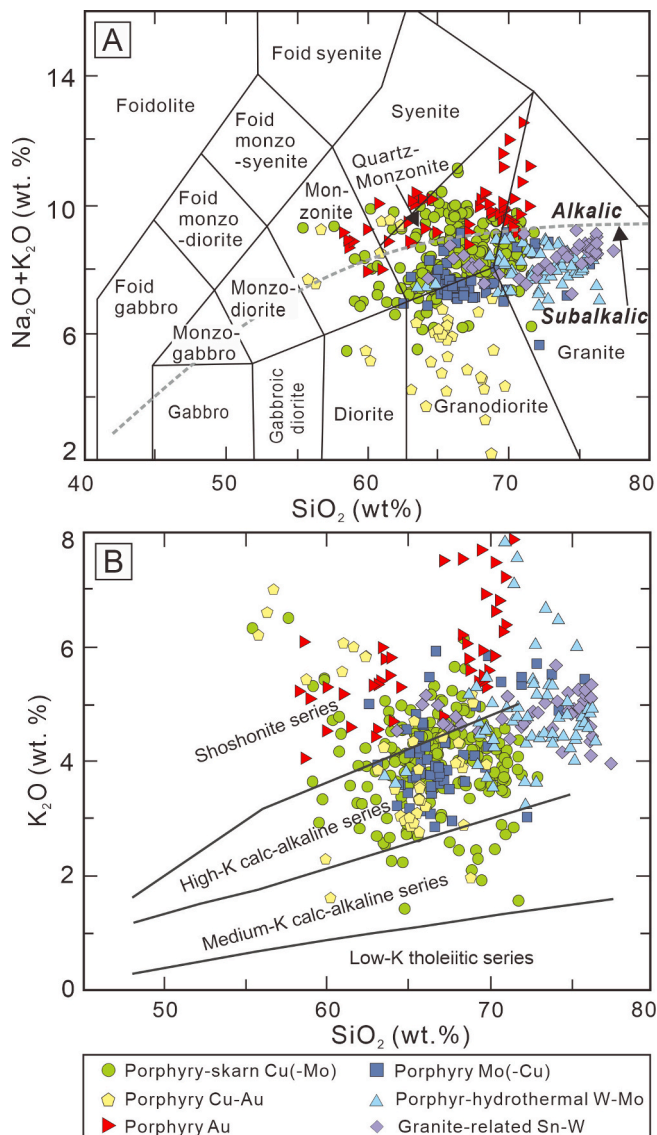 A
Foid syenite
14
Foidolite
Foid
monzo
-syenite
Syenite
Quartz-
Monzonite
Mon-
zonite
Foid
monzo
-diorite
10
Alkalic
Foid
gabbro
Monzo-
diorite
Monzo-
gabbro
Subalkalic
6
Granite
Gabbro
Gabbroic
diorite
Diorite
Granodiorite
2
Na₂O+K₂O (wt. %)
40 50 60 70 80
SiO₂ (wt%)
B
8
6
4
2
0
K₂O (wt. %)
Shoshonite series
High-K calc-alkaline series
Medium-K calc-alkaline series
Low-K tholeiitic series
50 60 70 80
SiO₂ (wt.%)
Porphyry-skarn Cu(-Mo) Porphyry Mo(-Cu)
Porphyry Cu-Au Porphyr-hydrothermal W-Mo
Porphyry Au Granite-related Sn-W